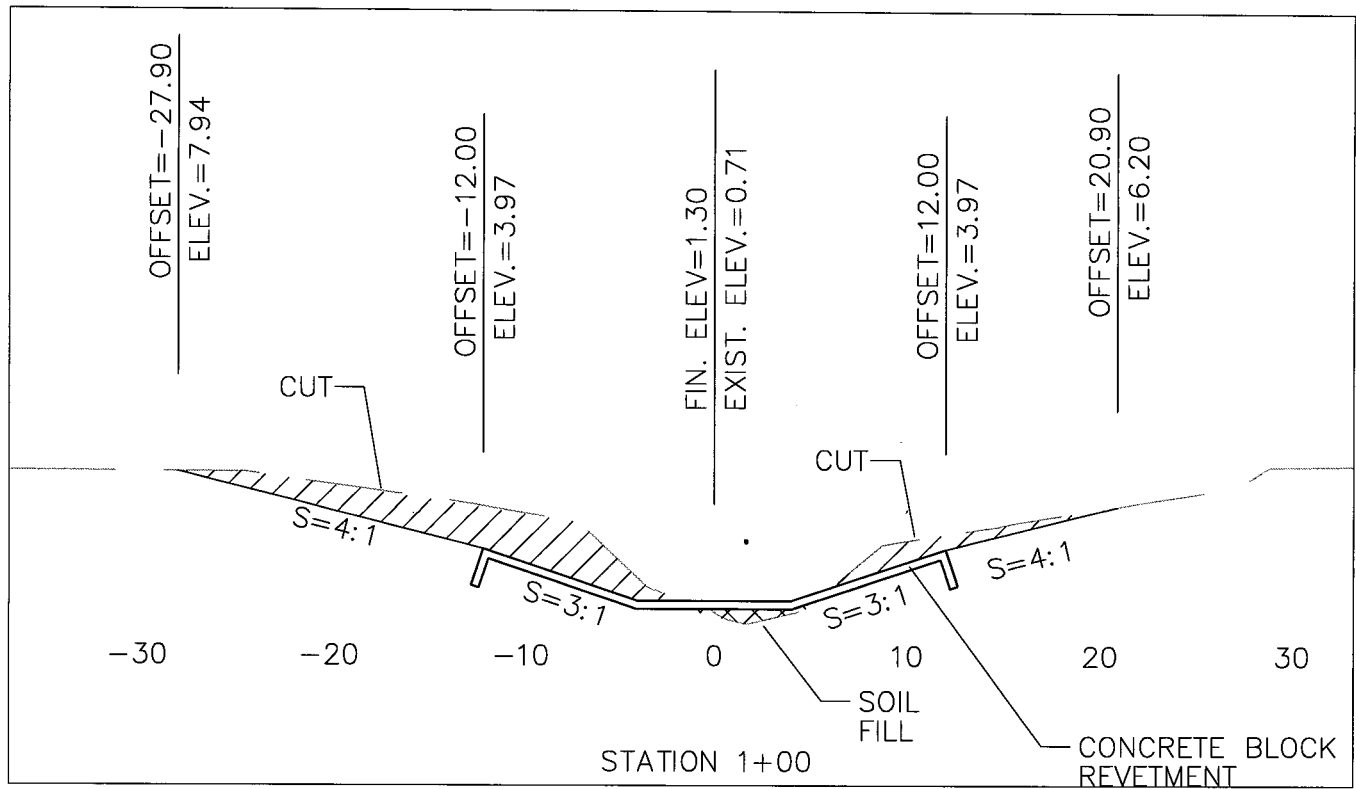 OFFSET=-27.90
ELEV.=7.94
OFFSET=-12.00
ELEV.=3.97
FIN. ELEV=1.30
EXIST. ELEV.=0.71
OFFSET=12.00
ELEV.=3.97
OFFSET=20.90
ELEV.=6.20
CUT
CUT
S=4:1
S=3:1
S=3:1
S=4:1
-30
-20
-10
0
10
20
30
SOIL
FILL
CONCRETE BLOCK
REVETMENT
STATION 1+00